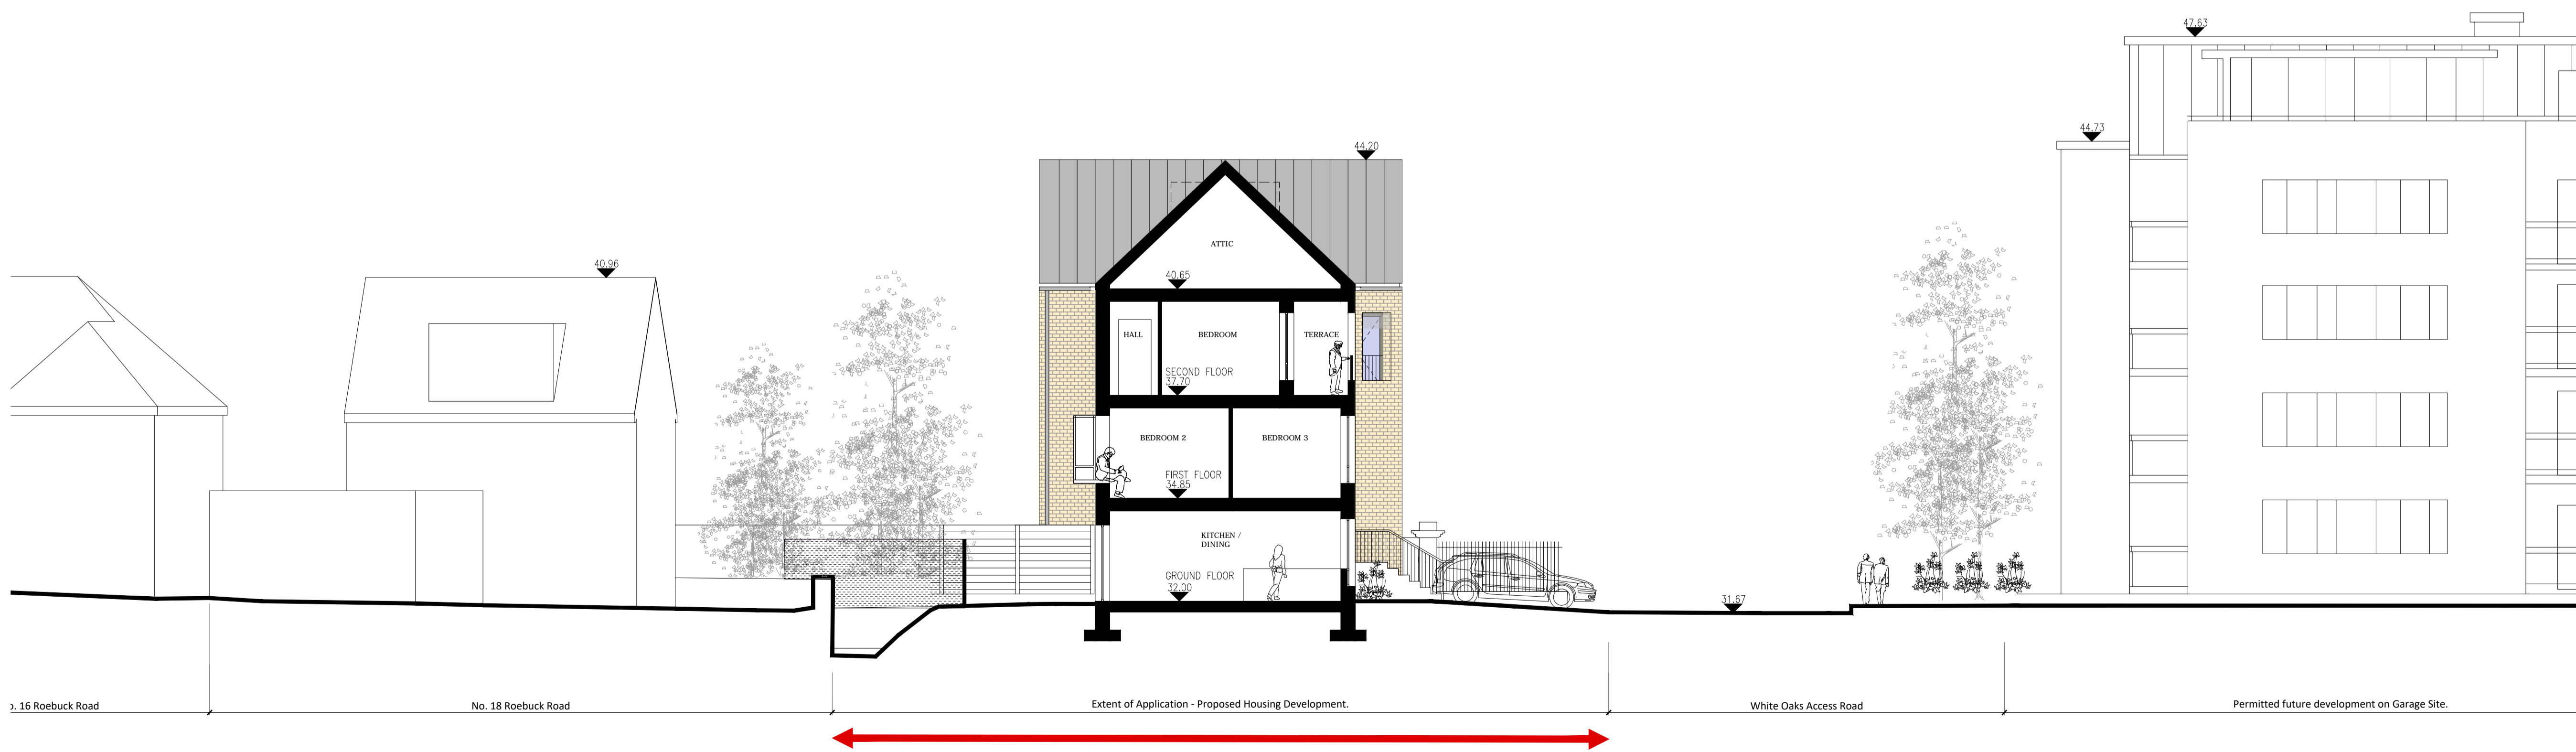 47.63
44.73
44.20
ATTIC
40.96
40.65
HALL
BEDROOM
TERRACE
SECOND FLOOR
37.70
BEDROOM 2
BEDROOM 3
FIRST FLOOR
34.85
KITCHEN /
DINING
GROUND FLOOR
32.00
31.67
. 16 Roebuck Road
No. 18 Roebuck Road
Extent of Application - Proposed Housing Development.
White Oaks Access Road
Permitted future development on Garage Site.